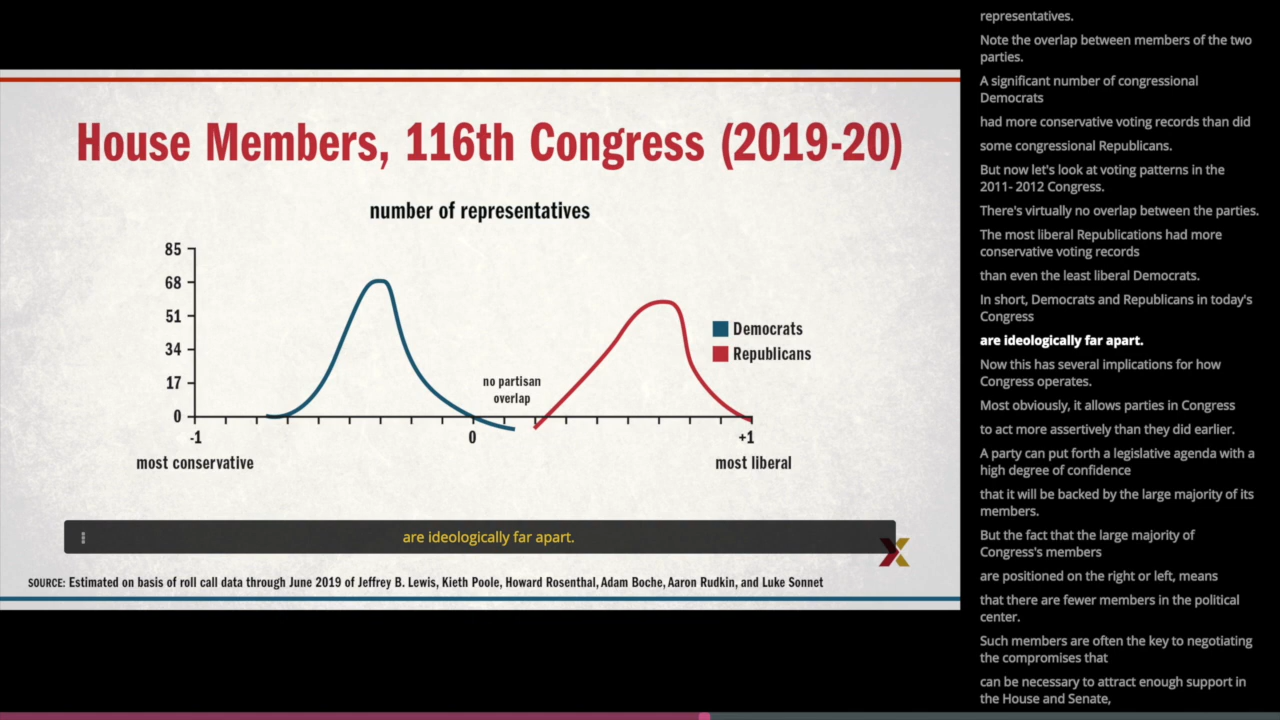 House Members, 116th Congress (2019-20)
number of representatives
85
68
51
34
17
0
-1
0
+1
most conservative
most liberal
no partisan
overlap
Democrats
Republicans
are ideologically far apart.
SOURCE: Estimated on basis of roll call data through June 2019 of Jeffrey B. Lewis, Kieth Poole, Howard Rosenthal, Adam Boche, Aaron Rudkin, and Luke Sonnet
representatives.
Note the overlap between members of the two
parties.
A significant number of congressional
Democrats
had more conservative voting records than did
some congressional Republicans.
But now let's look at voting patterns in the
2011- 2012 Congress.
There's virtually no overlap between the parties.
The most liberal Republications had more
conservative voting records
than even the least liberal Democrats.
In short, Democrats and Republicans in today's
Congress
are ideologically far apart.
Now this has several implications for how
Congress operates.
Most obviously, it allows parties in Congress
to act more assertively than they did earlier.
A party can put forth a legislative agenda with a
high degree of confidence
that it will be backed by the large majority of its
members.
But the fact that the large majority of
Congress's members
are positioned on the right or left, means
that there are fewer members in the political
center.
Such members are often the key to negotiating
the compromises that
can be necessary to attract enough support in
the House and Senate,